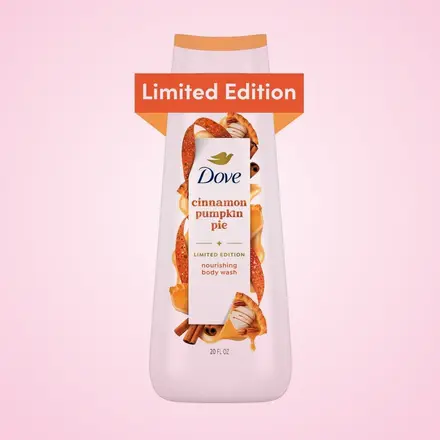 Limited Edition
Dove
cinnamon
pumpkin
pie
LIMITED EDITION
nourishing
body wash
20 FL OZ